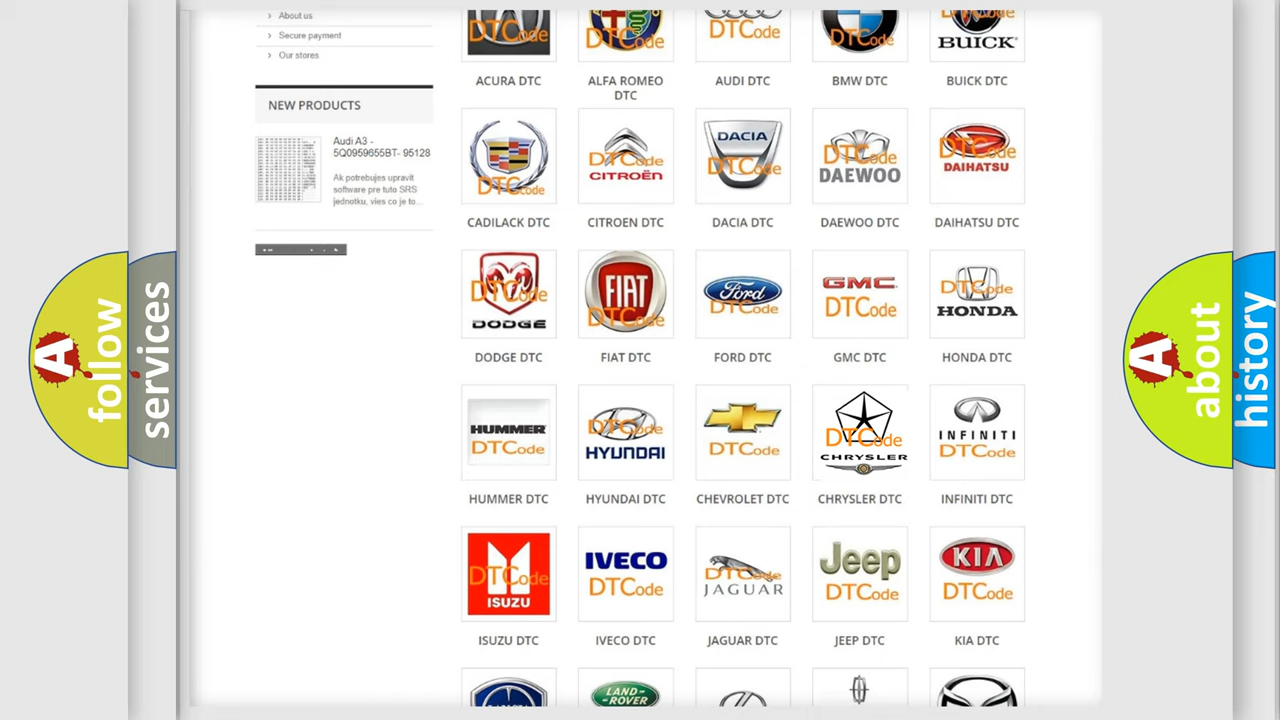 About us
Secure payment
Our stores
NEW PRODUCTS
Audi A3 -
5Q0959655BT- 95128
Ak potrebujes upravit
software pre tuto SRS
jednotku, vies co je to...
DTCode
DTCode
DTCode
DTCode
BUICK
ACURA DTC
ALFA ROMEO
DTC
AUDI DTC
BMW DTC
BUICK DTC
DTCode
DTCode
CITROËN
DACIA
DTCode
DTCode
DAEWOO
DTCode
DAIHATSU
CADILACK DTC
CITROEN DTC
DACIA DTC
DAEWOO DTC
DAIHATSU DTC
DTCode
DODGE
FIAT
DTCode
Ford
DTCode
GMC
DTCode
DTCode
HONDA
DODGE DTC
FIAT DTC
FORD DTC
GMC DTC
HONDA DTC
HUMMER
DTCode
DTCode
HYUNDAI
DTCode
DTCode
CHRYSLER
INFINITI
DTCode
HUMMER DTC
HYUNDAI DTC
CHEVROLET DTC
CHRYSLER DTC
INFINITI DTC
DTCode
ISUZU
IVECO
DTCode
DTCode
JAGUAR
Jeep
DTCode
KIA
DTCode
ISUZU DTC
IVECO DTC
JAGUAR DTC
JEEP DTC
KIA DTC
LAND-
ROVER
A
follow
services
A
about
history